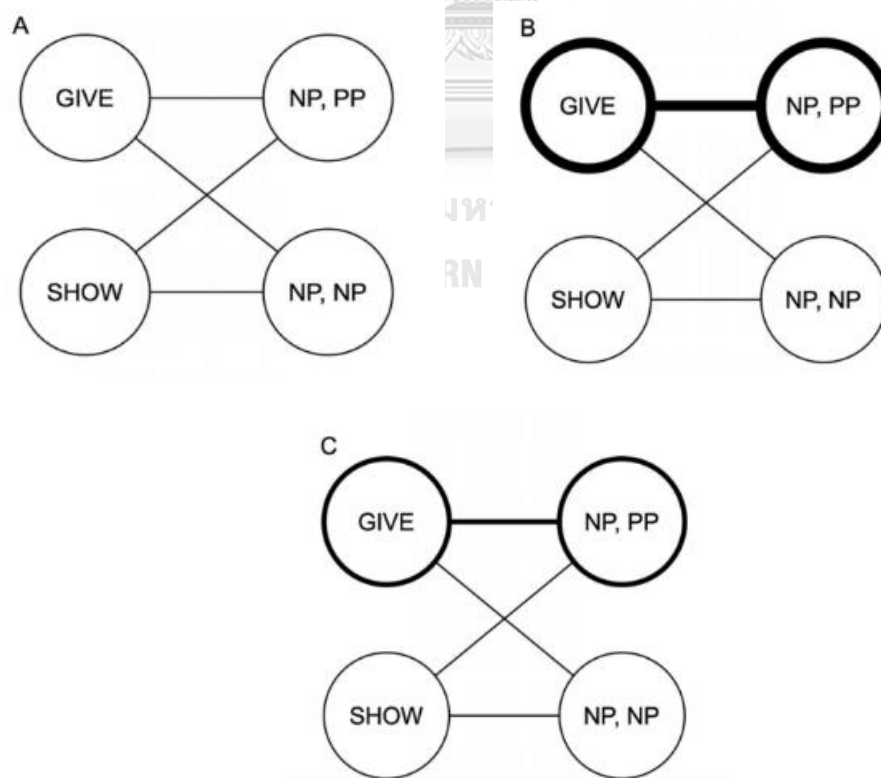 A
GIVE
NP, PP
SHOW
NP, NP
B
GIVE
NP, PP
SHOW
NP, NP
C
GIVE
NP, PP
SHOW
NP, NP